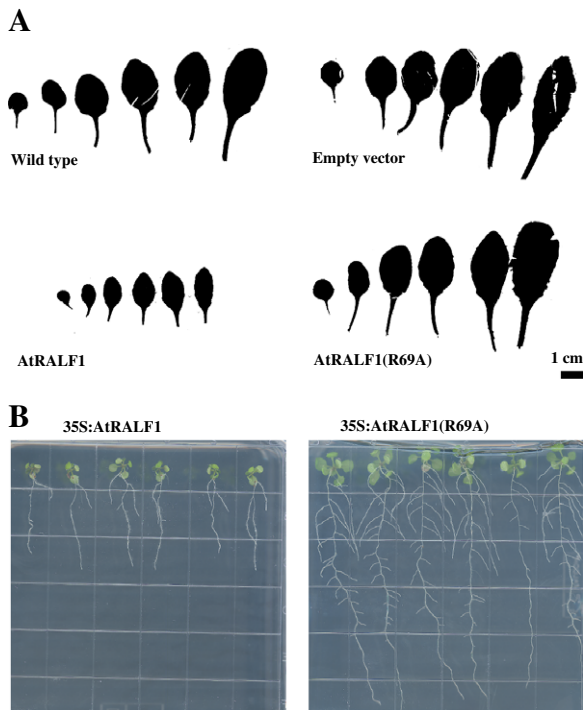 A
Wild type
Empty vector
AtRALF1
AtRALF1(R69A)
1 cm
B
35S:AtRALF1
35S:AtRALF1(R69A)